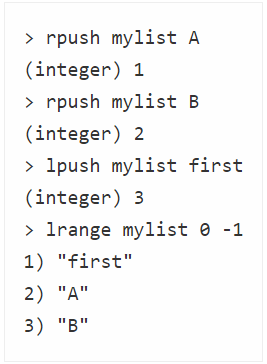 > rpush mylist A
(integer) 1
> rpush mylist B
(integer) 2
> lpush mylist first
(integer) 3
> lrange mylist 0 -1
1) "first"
2) "A"
3) "B"